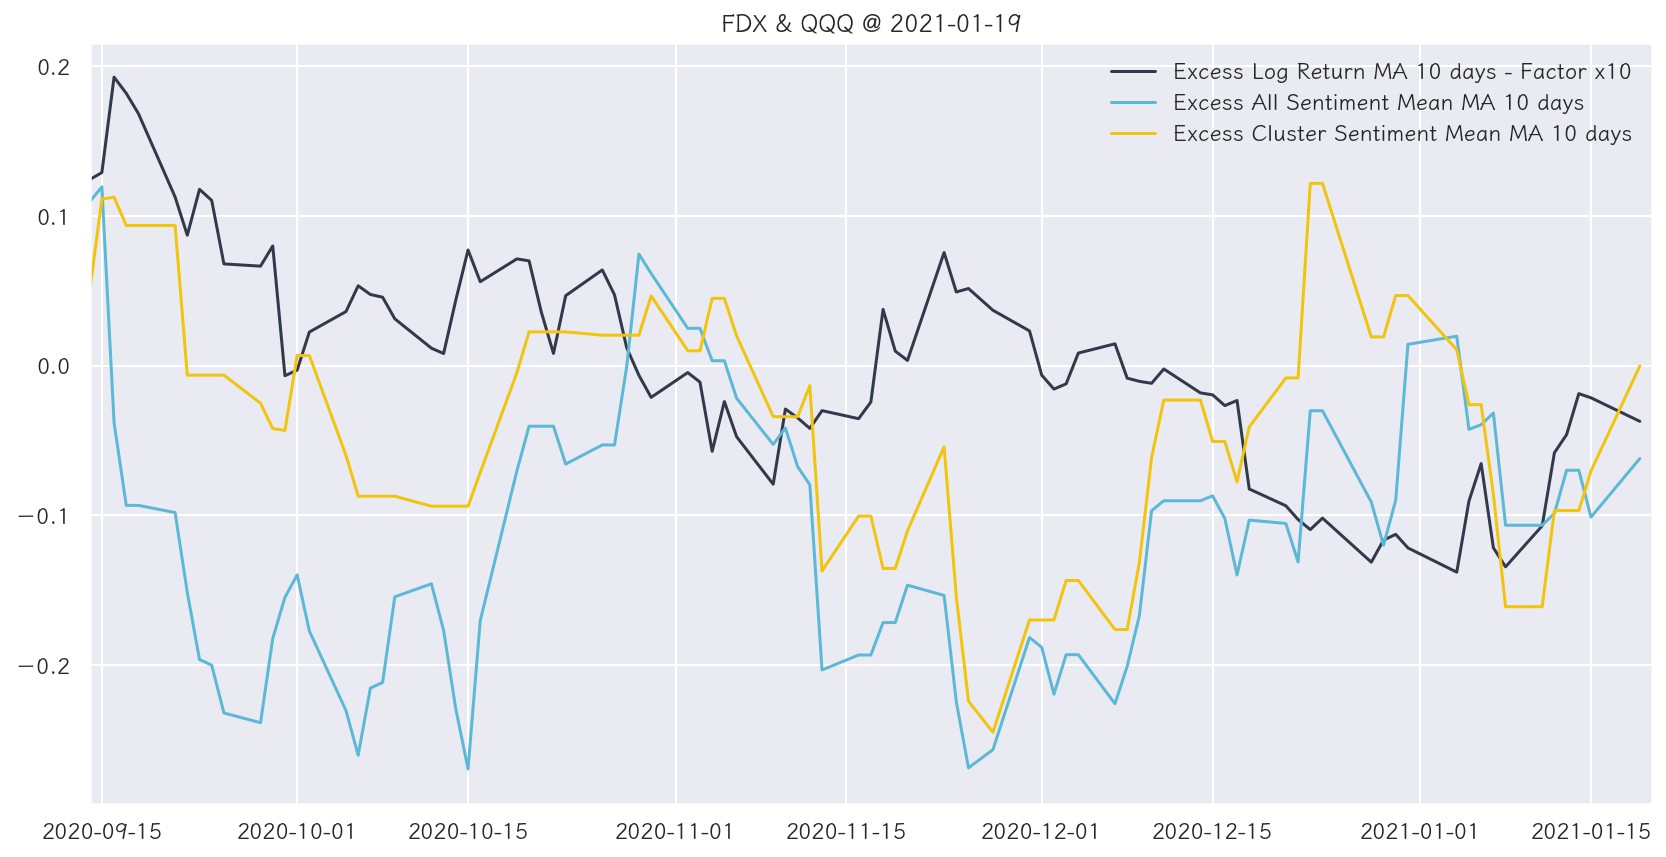 FDX & QQQ @ 2021-01-19
Excess Log Return MA 10 days - Factor x10
Excess All Sentiment Mean MA 10 days
Excess Cluster Sentiment Mean MA 10 days
0.2
0.1
0.0
−0.1
−0.2
2020-09-15 2020-10-01 2020-10-15 2020-11-01 2020-11-15 2020-12-01 2020-12-15 2021-01-01 2021-01-15